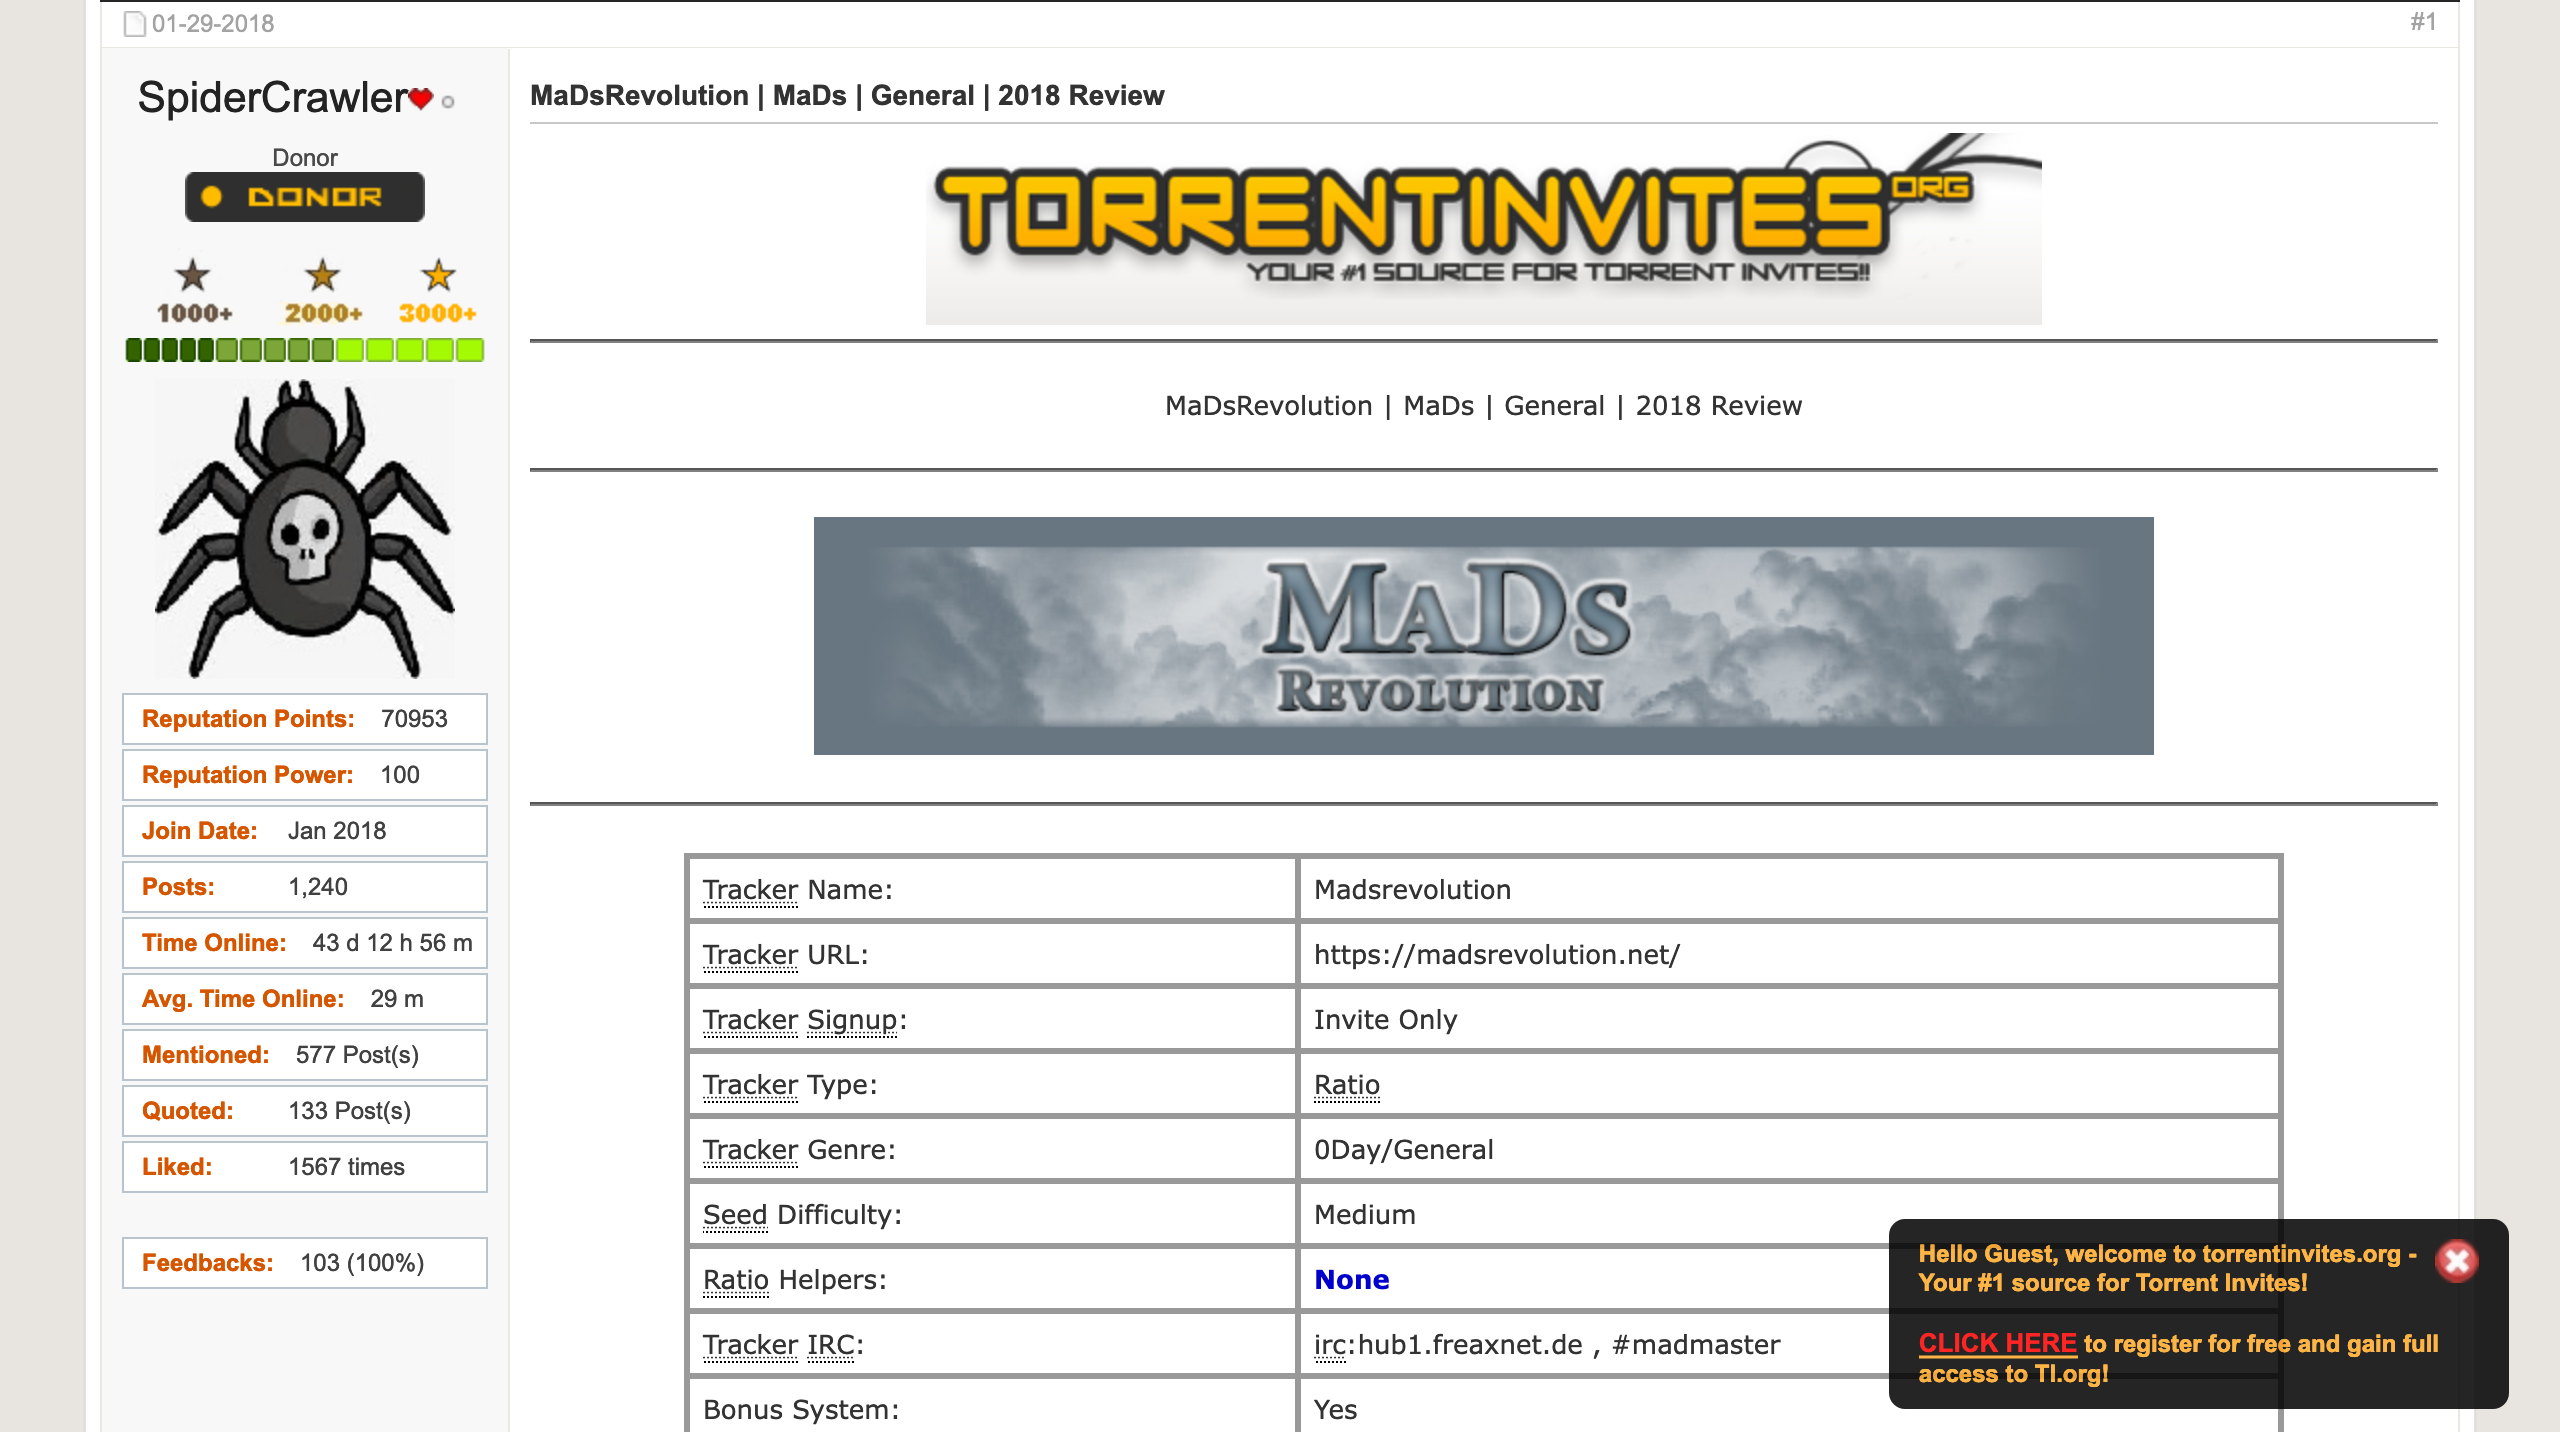 01-29-2018
#1
SpiderCrawler
Donor
DONOR
1000+ 2000+ 3000+
Reputation Points: 70953
Reputation Power: 100
Join Date: Jan 2018
Posts: 1,240
Time Online: 43 d 12 h 56 m
Avg. Time Online: 29 m
Mentioned: 577 Post(s)
Quoted: 133 Post(s)
Liked: 1567 times
Feedbacks: 103 (100%)
MaDsRevolution | MaDs | General | 2018 Review
TORRENTINVITES ORG
YOUR #1 SOURCE FOR TORRENT INVITES!!
MaDsRevolution | MaDs | General | 2018 Review
MADS
REVOLUTION
Tracker Name: Madsrevolution
Tracker URL: https://madsrevolution.net/
Tracker Signup: Invite Only
Tracker Type: Ratio
Tracker Genre: 0Day/General
Seed Difficulty: Medium
Ratio Helpers: None
Tracker IRC: irc:hub1.freaxnet.de , #madmaster
Bonus System: Yes
Hello Guest, welcome to torrentinvites.org -
Your #1 source for Torrent Invites!
CLICK HERE to register for free and gain full
access to TI.org!